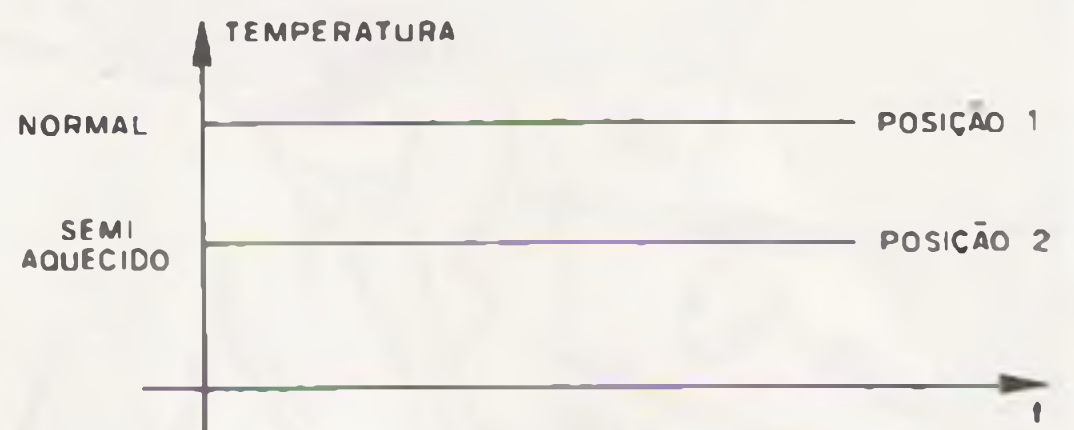 TEMPERATURA
NORMAL
POSIÇÃO 1
SEMI
AQUECIDO
POSIÇÃO 2
t